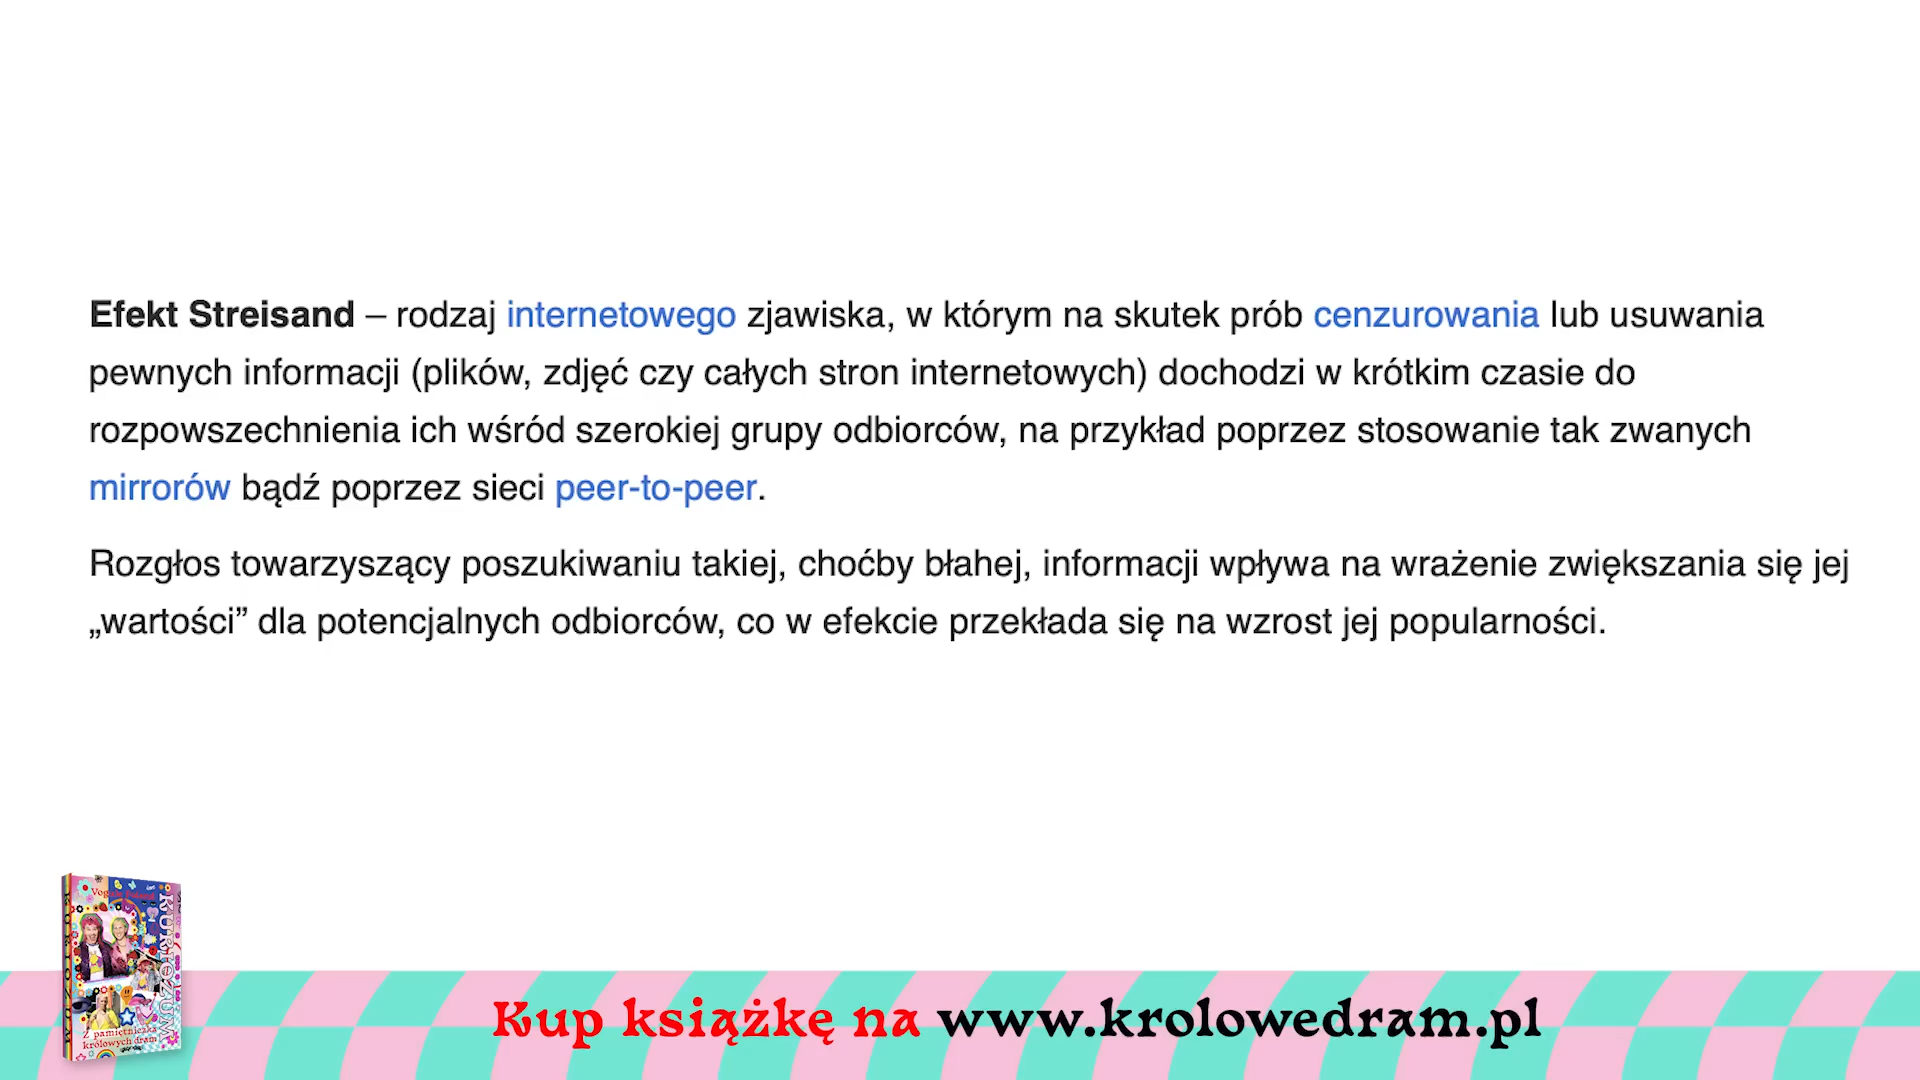 Efekt Streisand – rodzaj internetowego zjawiska, w którym na skutek prób cenzurowania lub usuwania
pewnych informacji (plików, zdjęć czy całych stron internetowych) dochodzi w krótkim czasie do
rozpowszechnienia ich wśród szerokiej grupy odbiorców, na przykład poprzez stosowanie tak zwanych
mirrorów bądź poprzez sieci peer-to-peer.
Rozgłos towarzyszący poszukiwaniu takiej, choćby błahej, informacji wpływa na wrażenie zwiększania się jej
„wartości” dla potencjalnych odbiorców, co w efekcie przekłada się na wzrost jej popularności.
Z pamiętniczka
królowych dram
Kup książkę na www.krolowedram.pl